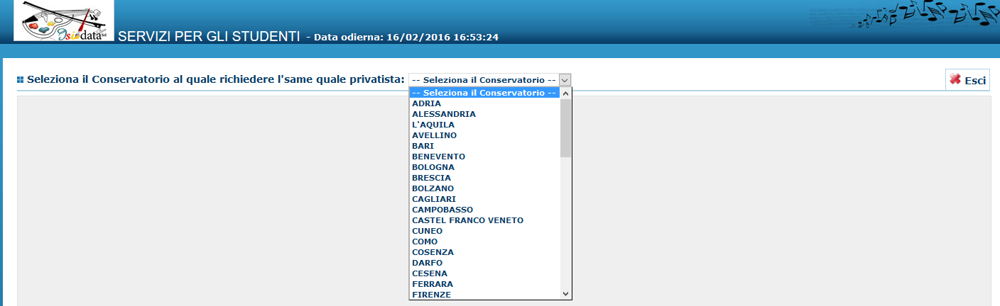 Isidata srl
SERVIZI PER GLI STUDENTI - Data odierna: 16/02/2016 16:53:24
Seleziona il Conservatorio al quale richiedere l'same quale privatista: -- Seleziona il Conservatorio -- Esci
-- Seleziona il Conservatorio --
ADRIA
ALESSANDRIA
L'AQUILA
AVELLINO
BARI
BENEVENTO
BOLOGNA
BRESCIA
BOLZANO
CAGLIARI
CAMPOBASSO
CASTEL FRANCO VENETO
CUNEO
COMO
COSENZA
DARFO
CESENA
FERRARA
FIRENZE